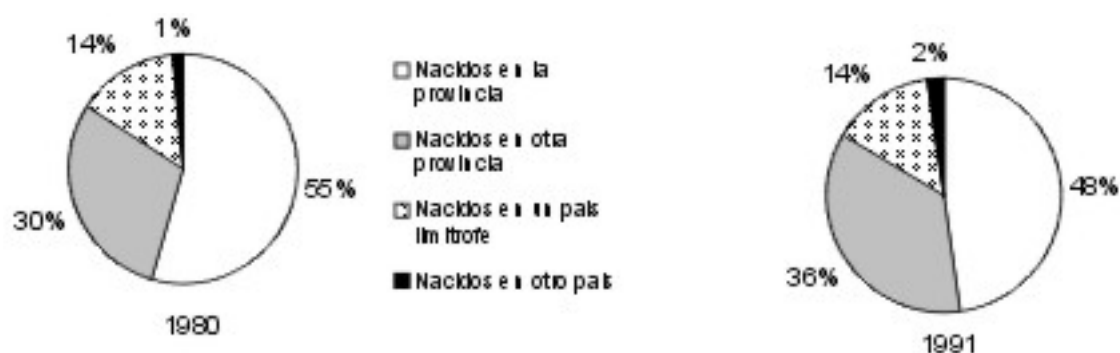 1%
14%
30%
55%
1980
Nacidos en la
provincia
Nacidos en otra
provincia
Nacidos en un país
limítrofe
Nacidos en otro país
2%
14%
36%
48%
1991